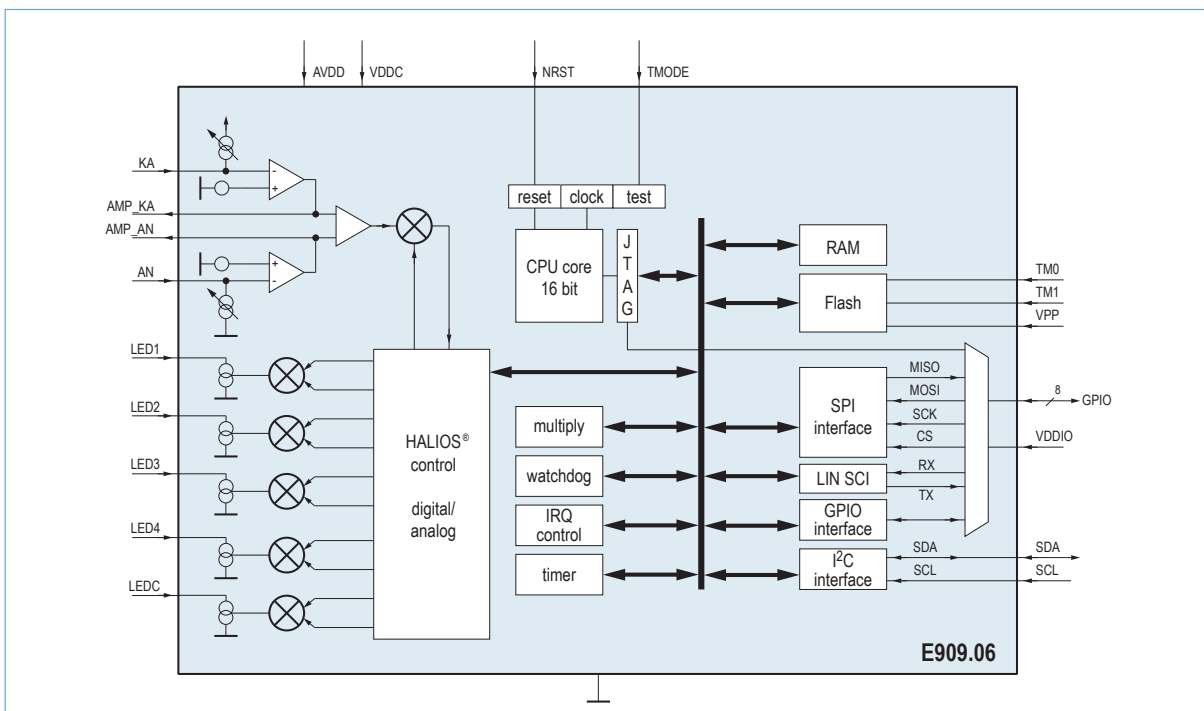 AVDD
VDDC
NRST
TMODE
KA
-
+
AMP_KA
AMP_AN
+
-
AN
LED1
LED2
LED3
LED4
LEDC
HALIOS®
control
digital/
analog
reset
clock
test
CPU core
16 bit
J
T
A
G
multiply
watchdog
IRQ
control
timer
RAM
Flash
SPI
interface
LIN SCI
GPIO
interface
I²C
interface
MISO
MOSI
SCK
CS
RX
TX
SDA
SCL
TM0
TM1
VPP
8
GPIO
VDDIO
SDA
SCL
E909.06